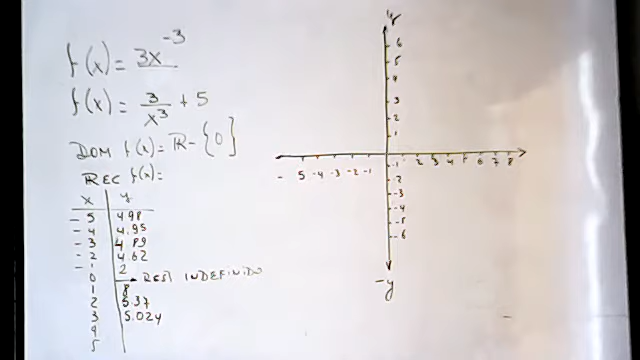 f(x) = 3x^-3
f(x) = 3/x^3 + 5
DOM f(x) = R - {0}
REC f(x) =
x y
-5 4.98
-4 4.95
-3 4.89
-2 4.62
-1 2
0 → REST INDEFINIDO
1 8
2 5.37
3 5.024
4
5
y
6
5
4
3
2
1
- 5 -4 -3 -2 -1 1 2 3 4 5 6 7 8
-2
-3
-4
-5
-6
-y